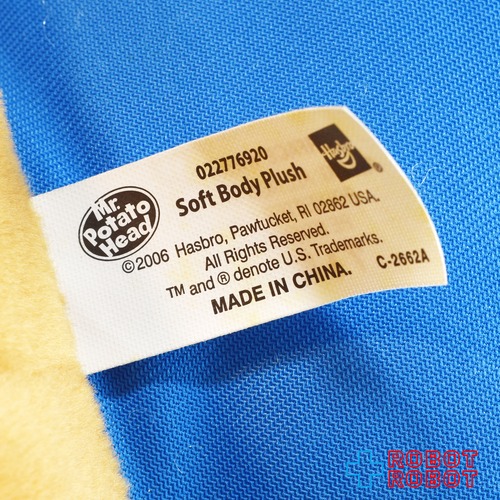 Mr.
Potato
Head
022776920
Soft Body Plush
Hasbro
®
©2006 Hasbro, Pawtucket, RI 02862 USA.
All Rights Reserved.
TM and ® denote U.S. Trademarks.
MADE IN CHINA.
C-2662A
ROBOT
ROBOT